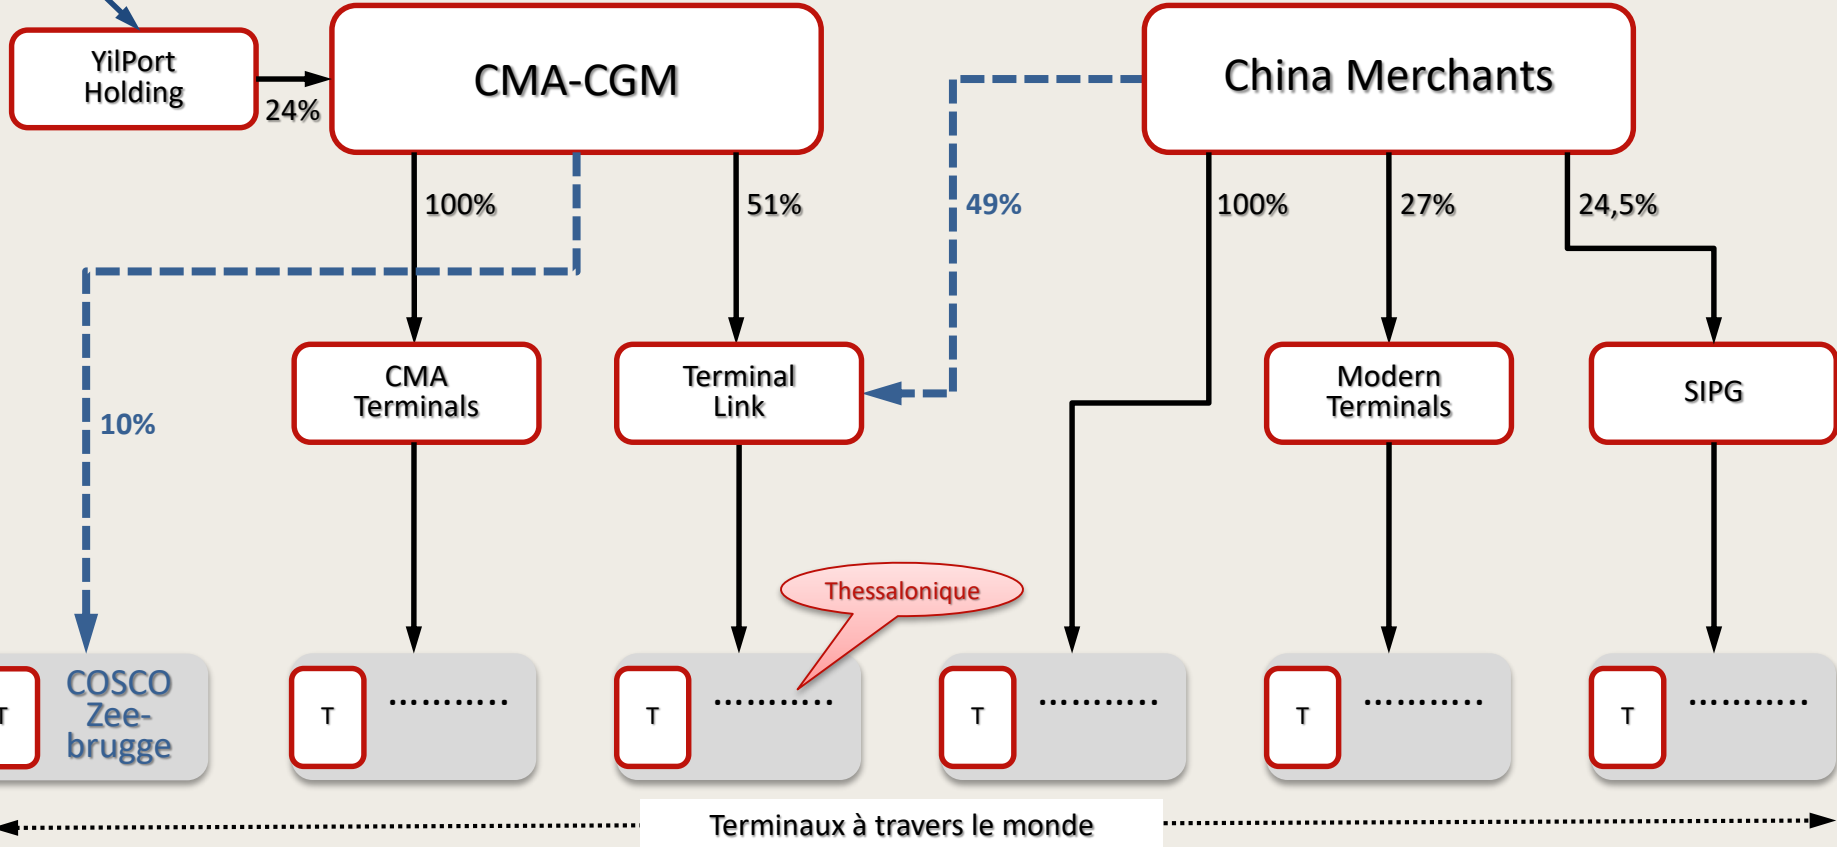 YilPort
Holding
24%
CMA-CGM
China Merchants
100%
51%
49%
100%
27%
24,5%
CMA
Terminals
Terminal
Link
Modern
Terminals
SIPG
10%
Thessalonique
T
COSCO
Zee-
brugge
T
...........
T
...........
T
...........
T
...........
T
...........
Terminaux à travers le monde